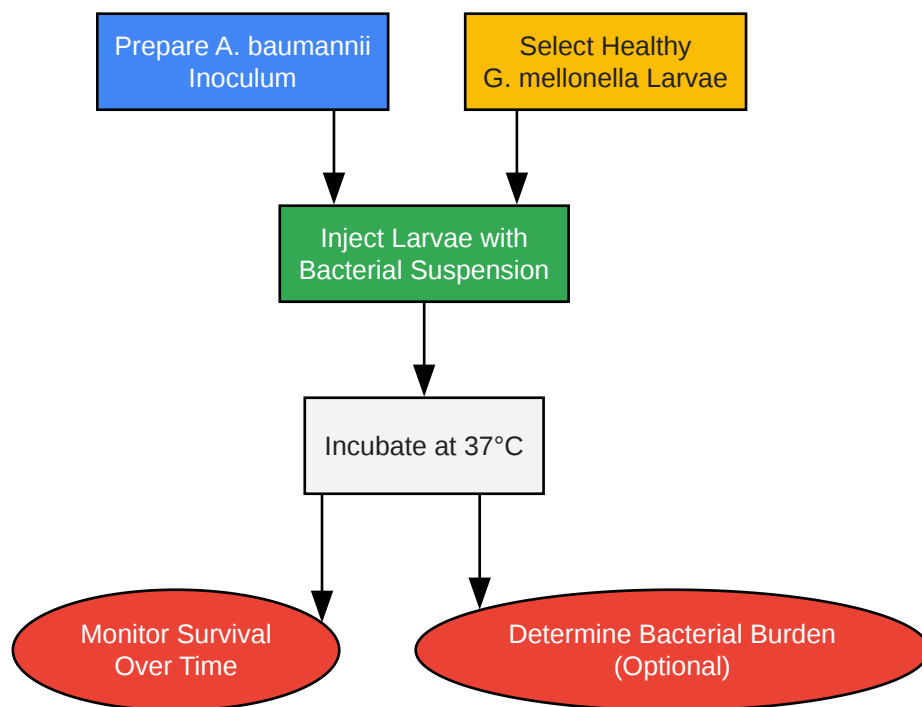 Prepare A. baumannii
Inoculum
Select Healthy
G. mellonella Larvae
Inject Larvae with
Bacterial Suspension
Incubate at 37°C
Monitor Survival
Over Time
Determine Bacterial Burden
(Optional)